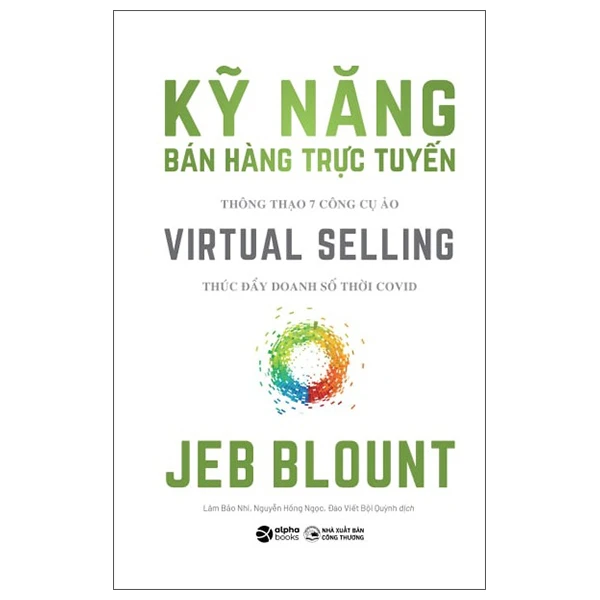 KỸ NĂNG
BÁN HÀNG TRỰC TUYẾN
THÔNG THẠO 7 CÔNG CỤ ẢO
VIRTUAL SELLING
THÚC ĐẨY DOANH SỐ THỜI COVID
JEB BLOUNT
Lâm Bảo Nhi, Nguyễn Hồng Ngọc, Đào Viết Bội Quỳnh dịch
alpha books
NHÀ XUẤT BẢN
CÔNG THƯƠNG